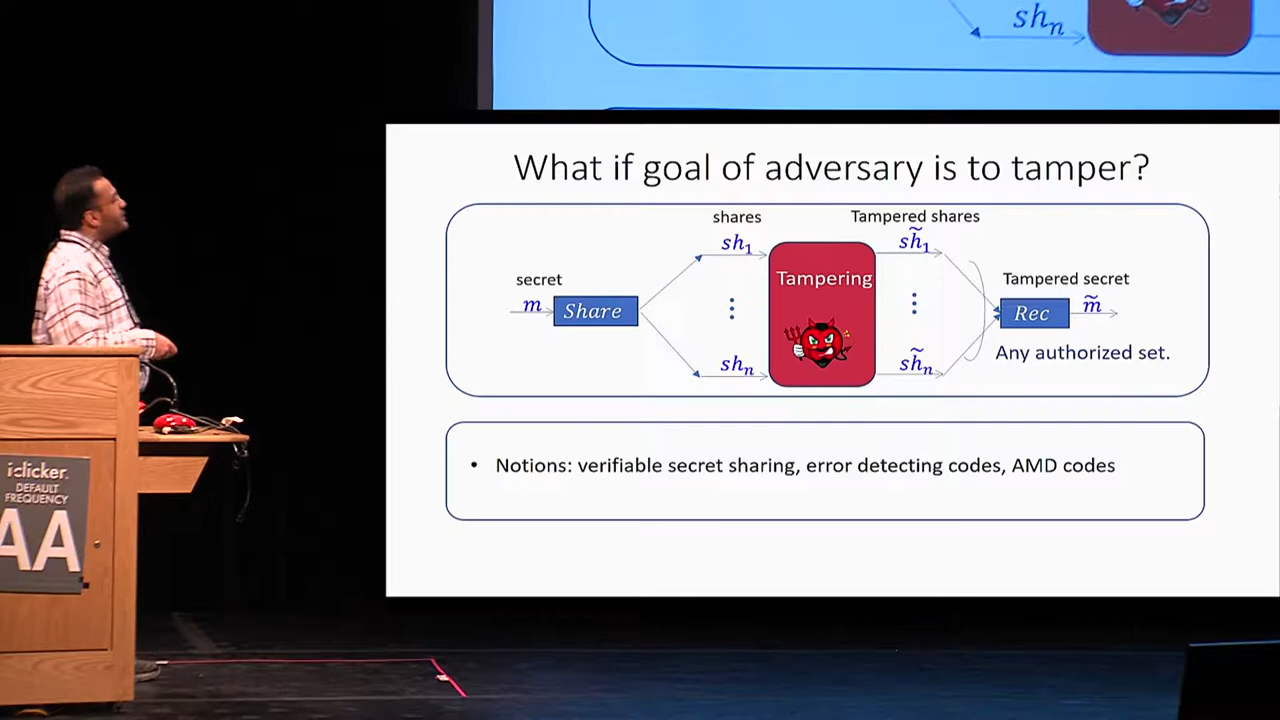 sh_n
What if goal of adversary is to tamper?
shares
Tampered shares
sh_1
s̃h_1
secret
Tampering
Tampered secret
m
Share
⋮
⋮
Rec
m̃
Any authorized set.
sh_n
s̃h_n
• Notions: verifiable secret sharing, error detecting codes, AMD codes
iclicker.
DEFAULT
FREQUENCY
AA